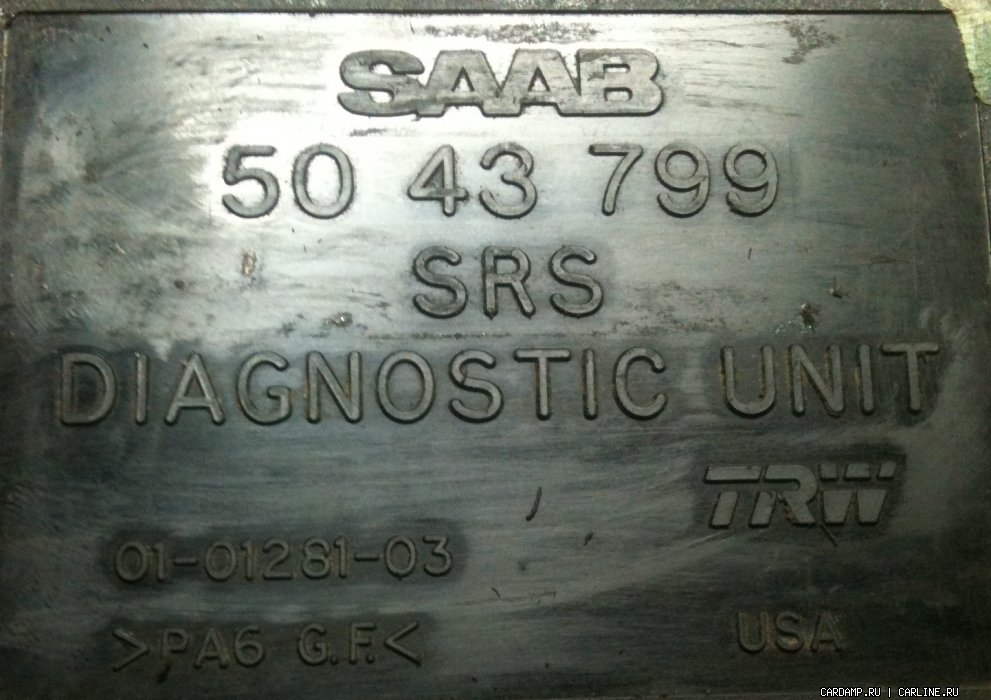 SAAB
50 43 799
SRS
DIAGNOSTIC UNIT
TRW
01-01281-03
>PA6 G.F.<
USA
CARDAMP.RU | CARLINE.RU